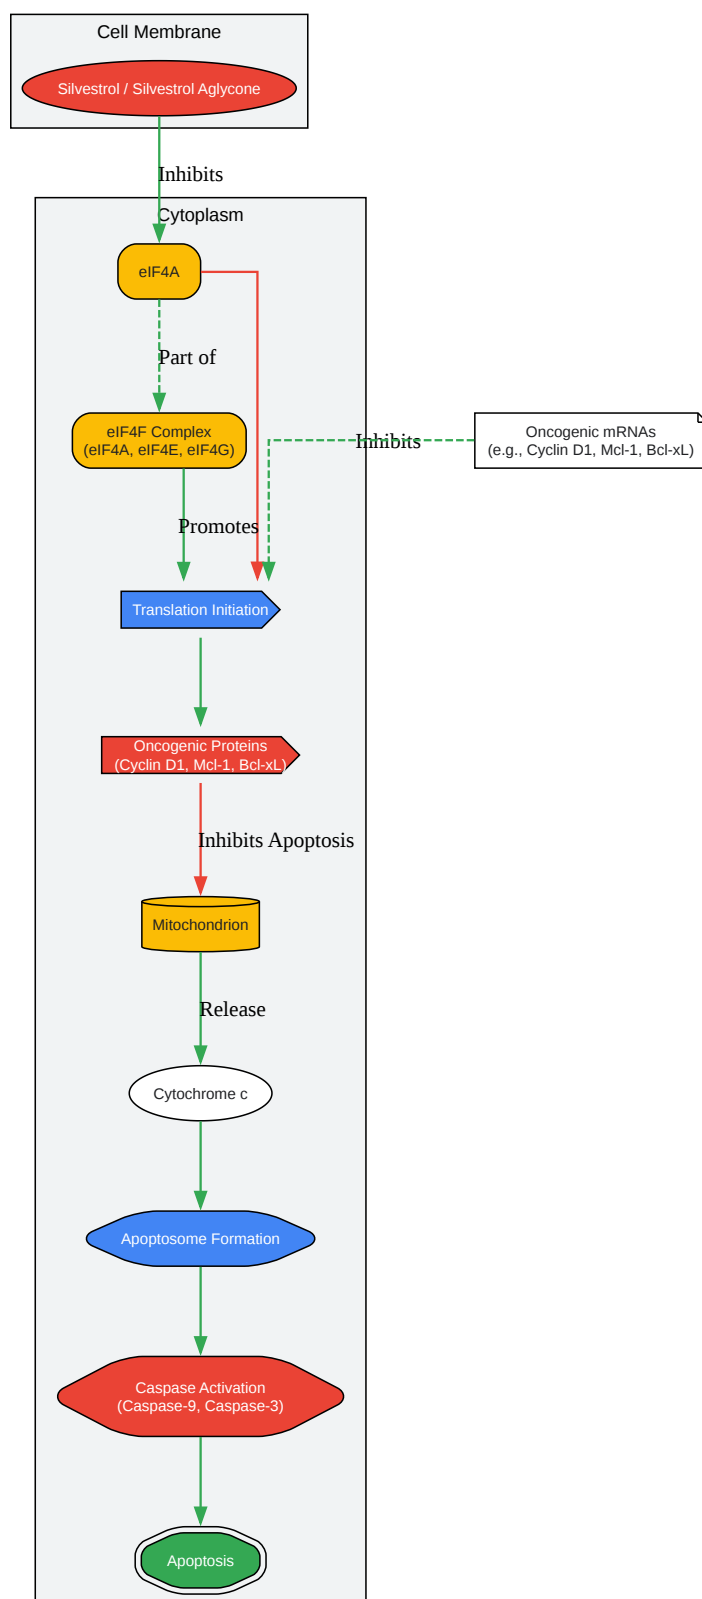 Cell Membrane
Silvestrol / Silvestrol Aglycone
Inhibits
Cytoplasm
eIF4A
Part of
eIF4F Complex
(eIF4A, eIF4E, eIF4G)
Inhibits
Oncogenic mRNAs
(e.g., Cyclin D1, Mcl-1, Bcl-xL)
Promotes
Translation Initiation
Oncogenic Proteins
(Cyclin D1, Mcl-1, Bcl-xL)
Inhibits Apoptosis
Mitochondrion
Release
Cytochrome c
Apoptosome Formation
Caspase Activation
(Caspase-9, Caspase-3)
Apoptosis